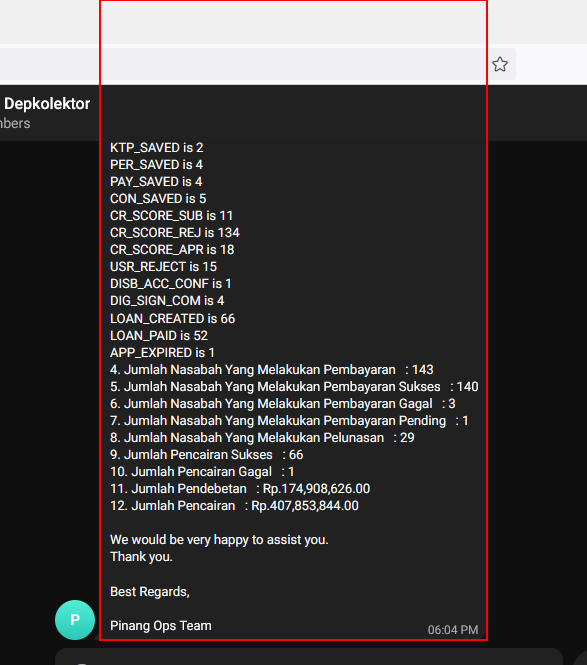 Depkolektor
mbers
KTP_SAVED is 2
PER_SAVED is 4
PAY_SAVED is 4
CON_SAVED is 5
CR_SCORE_SUB is 11
CR_SCORE_REJ is 134
CR_SCORE_APR is 18
USR_REJECT is 15
DISB_ACC_CONF is 1
DIG_SIGN_COM is 4
LOAN_CREATED is 66
LOAN_PAID is 52
APP_EXPIRED is 1
4. Jumlah Nasabah Yang Melakukan Pembayaran : 143
5. Jumlah Nasabah Yang Melakukan Pembayaran Sukses : 140
6. Jumlah Nasabah Yang Melakukan Pembayaran Gagal : 3
7. Jumlah Nasabah Yang Melakukan Pembayaran Pending : 1
8. Jumlah Nasabah Yang Melakukan Pelunasan : 29
9. Jumlah Pencairan Sukses : 66
10. Jumlah Pencairan Gagal : 1
11. Jumlah Pendebetan : Rp.174,908,626.00
12. Jumlah Pencairan : Rp.407,853,844.00
We would be very happy to assist you.
Thank you.
Best Regards,
P
Pinang Ops Team
06:04 PM